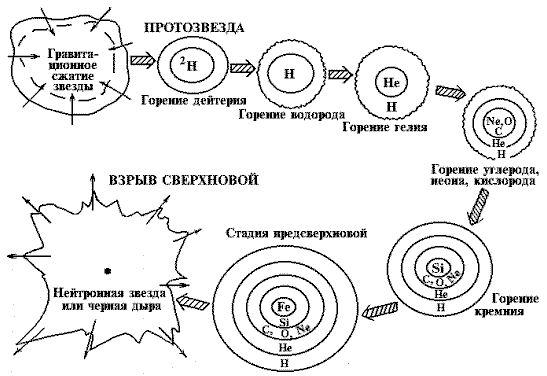 ПРОТОЗВЕЗДА
Гравита-
ционное
сжатие
звезды
²H
Горение дейтерия
H
Горение водорода
He
H
Горение гелия
Ne,O
C
He
H
Горение углерода,
неона, кислорода
Si
C, O, Ne
He
H
Горение
кремния
Стадия предсверхновой
Fe
Si
C, O, Ne
He
H
ВЗРЫВ СВЕРХНОВОЙ
Нейтронная звезда
или черная дыра